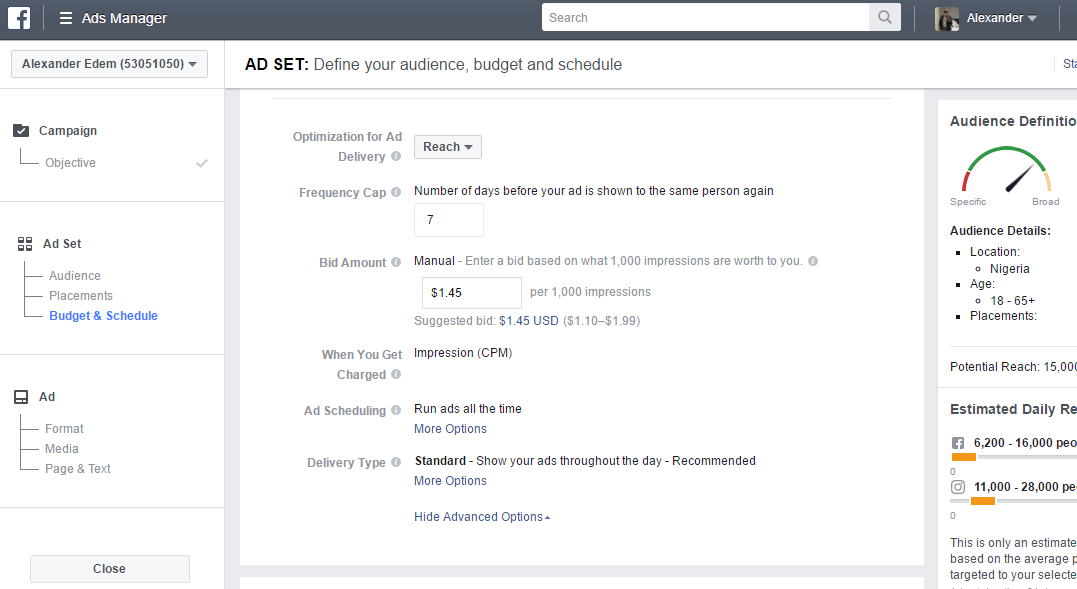 Ads Manager
Search
Alexander
Alexander Edem (53051050)
AD SET: Define your audience, budget and schedule
Campaign
Objective
Ad Set
Audience
Placements
Budget & Schedule
Ad
Format
Media
Page & Text
Close
Optimization for Ad
Delivery
Reach
Frequency Cap
Number of days before your ad is shown to the same person again
7
Bid Amount
Manual - Enter a bid based on what 1,000 impressions are worth to you.
$1.45
per 1,000 impressions
Suggested bid: $1.45 USD ($1.10–$1.99)
When You Get
Charged
Impression (CPM)
Ad Scheduling
Run ads all the time
More Options
Delivery Type
Standard - Show your ads throughout the day - Recommended
More Options
Hide Advanced Options
Sta
Audience Definitio
Specific
Broad
Audience Details:
Location:
Nigeria
Age:
18 - 65+
Placements:
Potential Reach: 15,000
Estimated Daily Re
6,200 - 16,000 peo
0
11,000 - 28,000 pe
0
This is only an estimate
based on the average p
targeted to your selecte